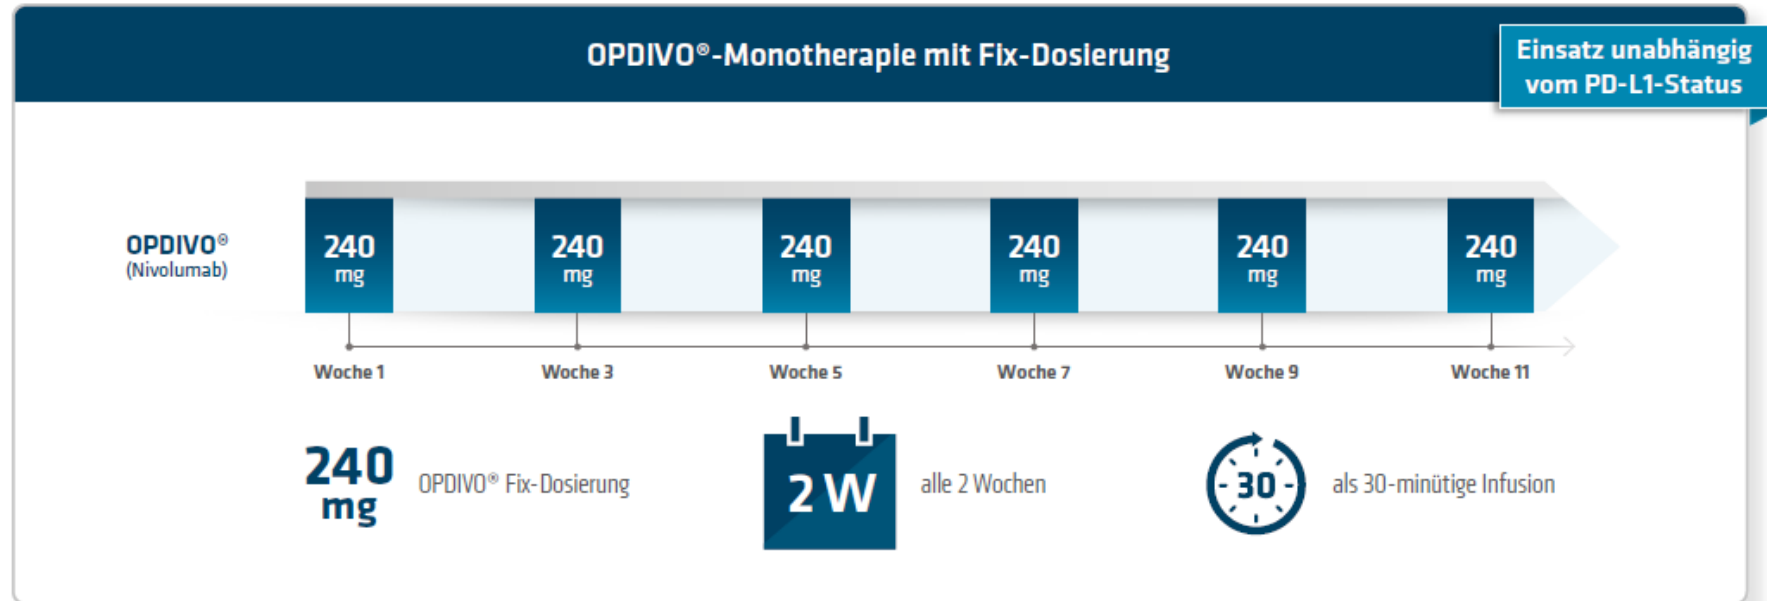 OPDIVO®-Monotherapie mit Fix-Dosierung
Einsatz unabhängig
vom PD-L1-Status
OPDIVO®
(Nivolumab)
240
mg
240
mg
240
mg
240
mg
240
mg
240
mg
Woche 1
Woche 3
Woche 5
Woche 7
Woche 9
Woche 11
240
mg
OPDIVO® Fix-Dosierung
2 W
alle 2 Wochen
30
als 30-minütige Infusion